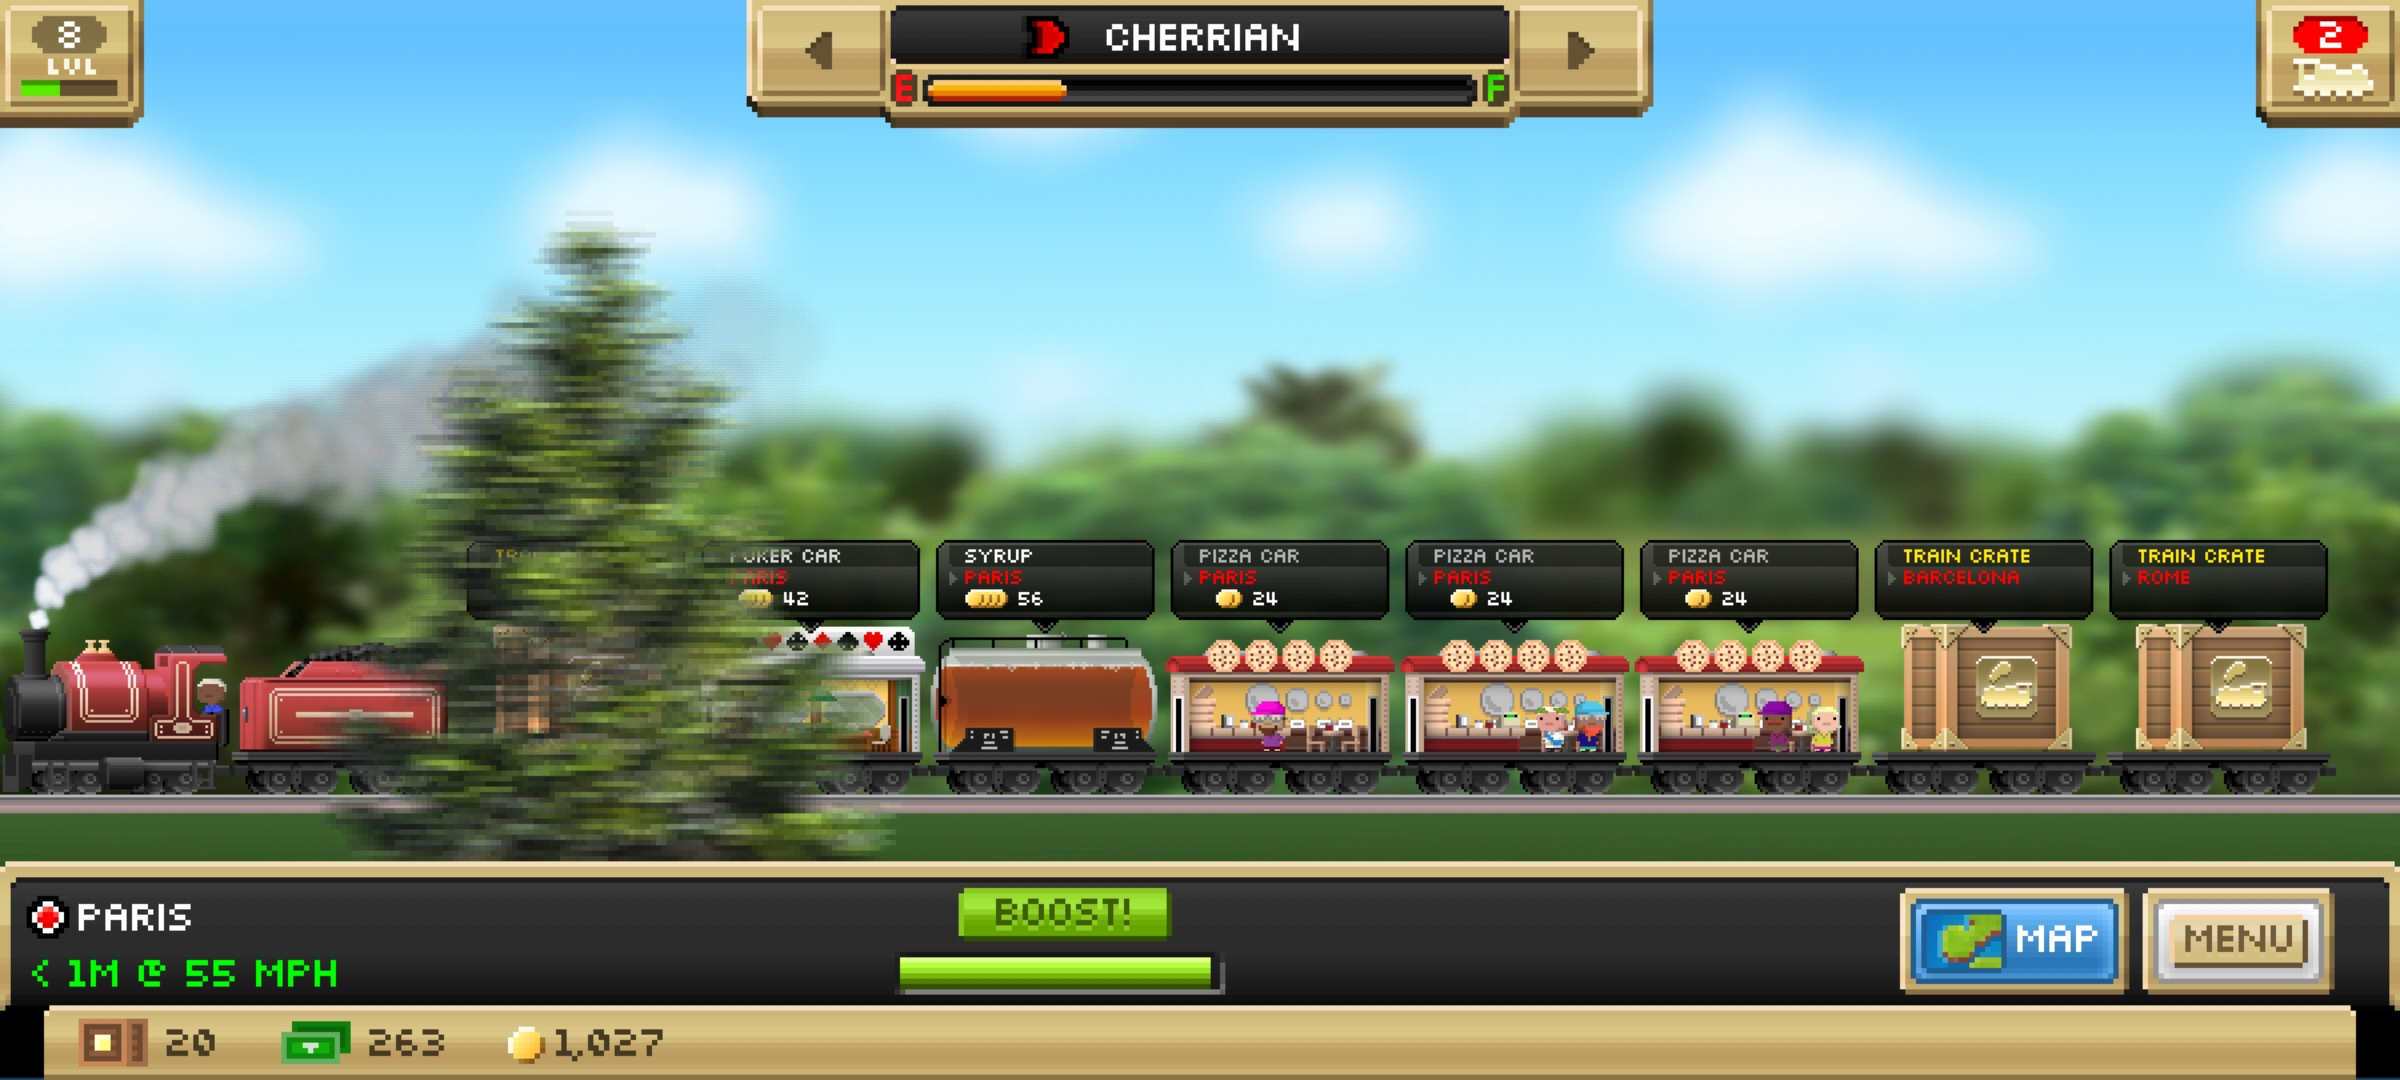 8
LVL
CHERRIAN
E F
2
POKER CAR
PARIS
42
SYRUP
PARIS
56
PIZZA CAR
PARIS
24
PIZZA CAR
PARIS
24
PIZZA CAR
PARIS
24
TRAIN CRATE
BARCELONA
TRAIN CRATE
ROME
PARIS
< 1M @ 55 MPH
BOOST!
MAP
MENU
20
263
1,027